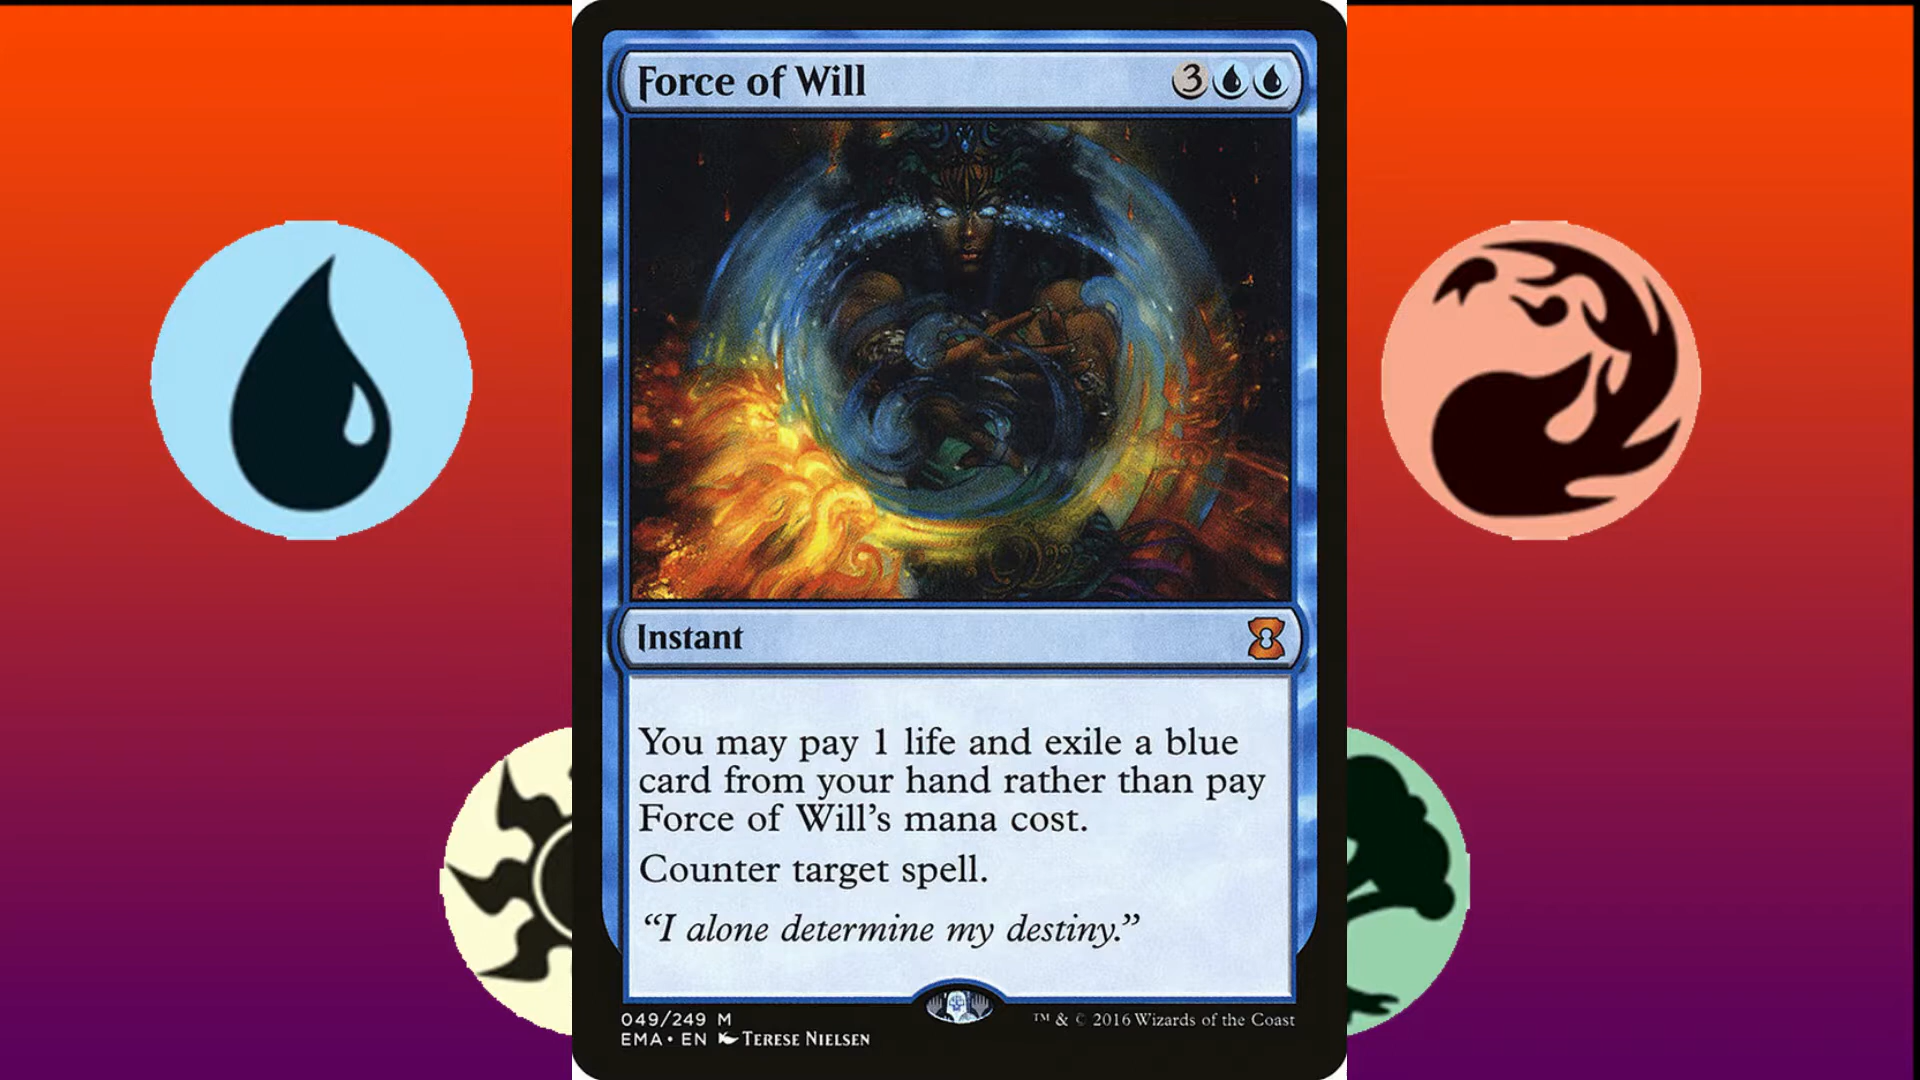 Force of Will 3
Instant
You may pay 1 life and exile a blue
card from your hand rather than pay
Force of Will's mana cost.
Counter target spell.
“I alone determine my destiny.”
049/249 M
EMA • EN TERESE NIELSEN
™ & © 2016 Wizards of the Coast